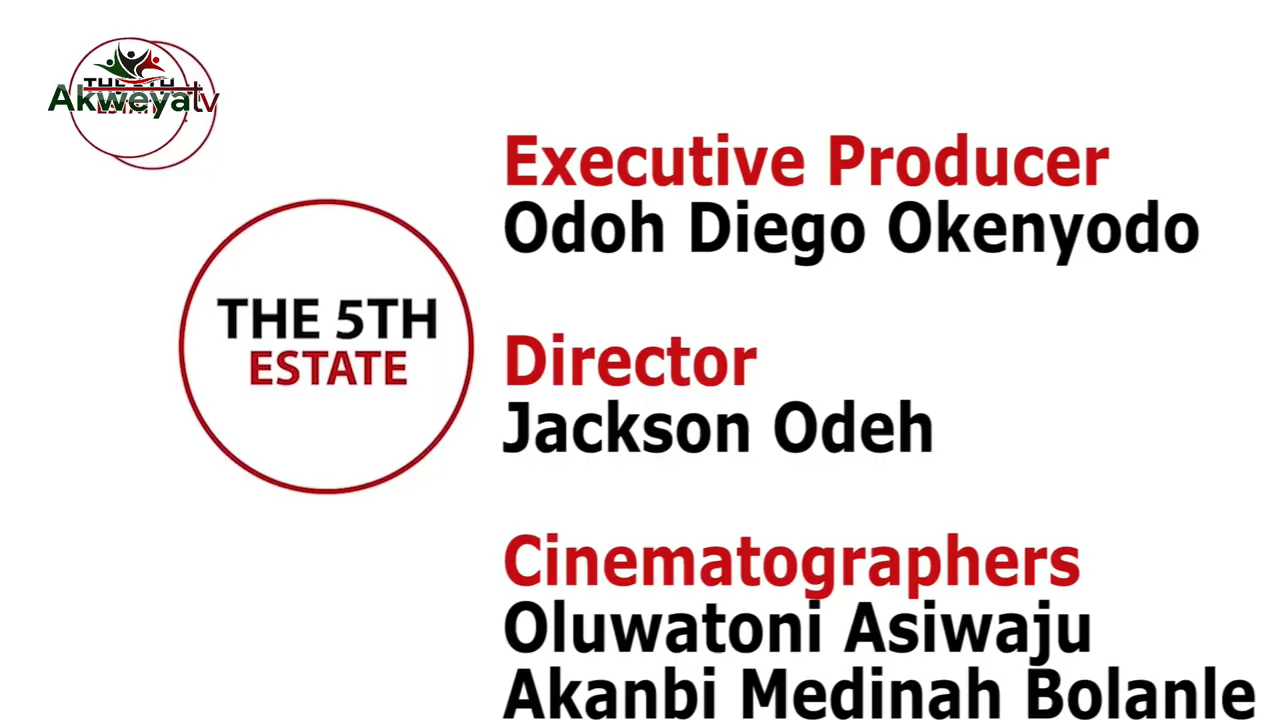 Akweyatv
THE 5TH
ESTATE
Executive Producer
Odoh Diego Okenyodo
Director
Jackson Odeh
Cinematographers
Oluwatoni Asiwaju
Akanbi Medinah Bolanle